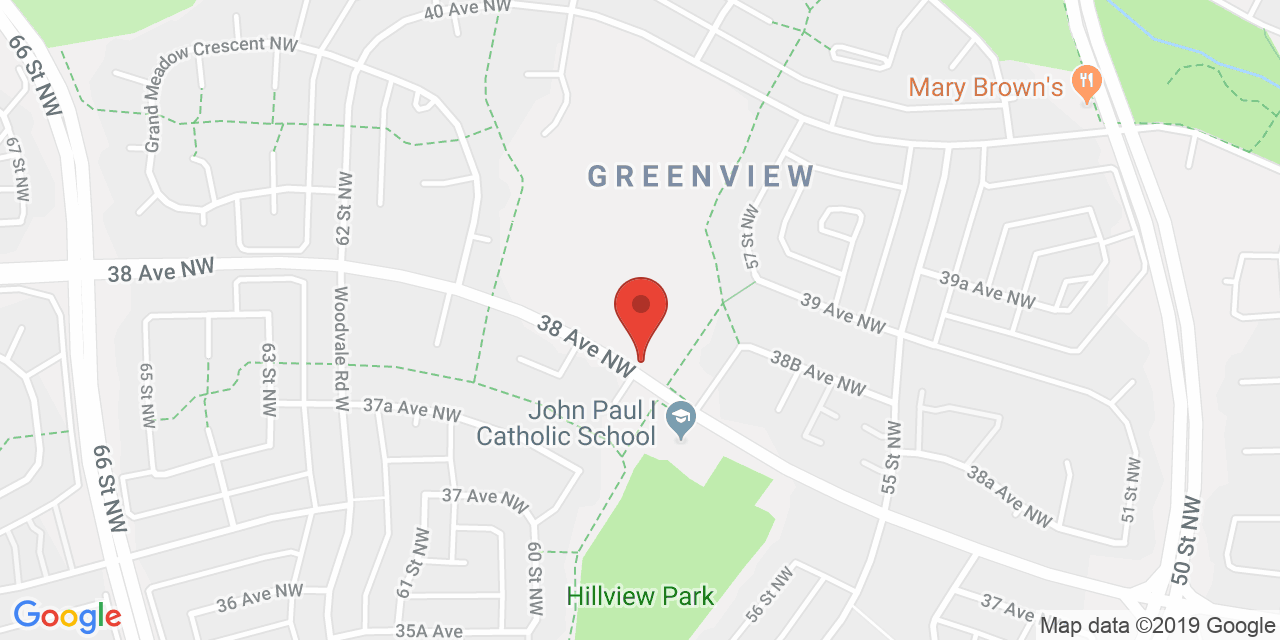 40 Ave NW
66 St NW
Grand Meadow Crescent NW
Mary Brown's
67 St NW
GREENVIEW
62 St NW
57 St NW
38 Ave NW
39a Ave NW
39 Ave NW
Woodvale Rd W
38 Ave NW
38B Ave NW
63 St NW
65 St NW
37a Ave NW
John Paul I
Catholic School
55 St NW
66 St NW
51 St NW
38a Ave NW
37 Ave NW
50 St NW
61 St NW
60 St NW
56 St NW
36 Ave NW
Hillview Park
37 Ave NW
35A Ave
Google
Map data ©2019 Google